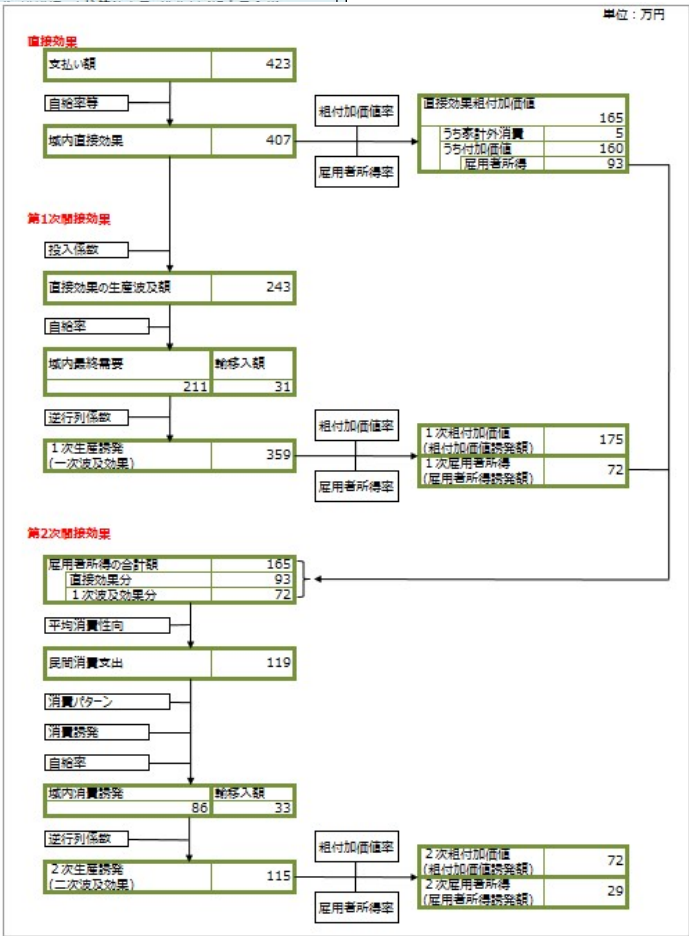 単位：万円
直接効果
支払い額 423
自給率等
域内直接効果 407
粗付加価値率
雇用者所得率
直接効果粗付加価値
165
うち家計外消費 5
うち付加価値 160
雇用者所得 93
第1次間接効果
投入係数
直接効果の生産波及額 243
自給率
域内最終需要 輸移入額
211 31
逆行列係数
１次生産誘発
(一次波及効果) 359
粗付加価値率
雇用者所得率
１次粗付加価値
(粗付加価値誘発額) 175
１次雇用者所得
(雇用者所得誘発額) 72
第2次間接効果
雇用者所得の合計額 165
直接効果分 93
１次波及効果分 72
平均消費性向
民間消費支出 119
消費パターン
消費誘発
自給率
域内消費誘発 輸移入額
86 33
逆行列係数
２次生産誘発
(二次波及効果) 115
粗付加価値率
雇用者所得率
２次粗付加価値
(粗付加価値誘発額) 72
２次雇用者所得
(雇用者所得誘発額) 29